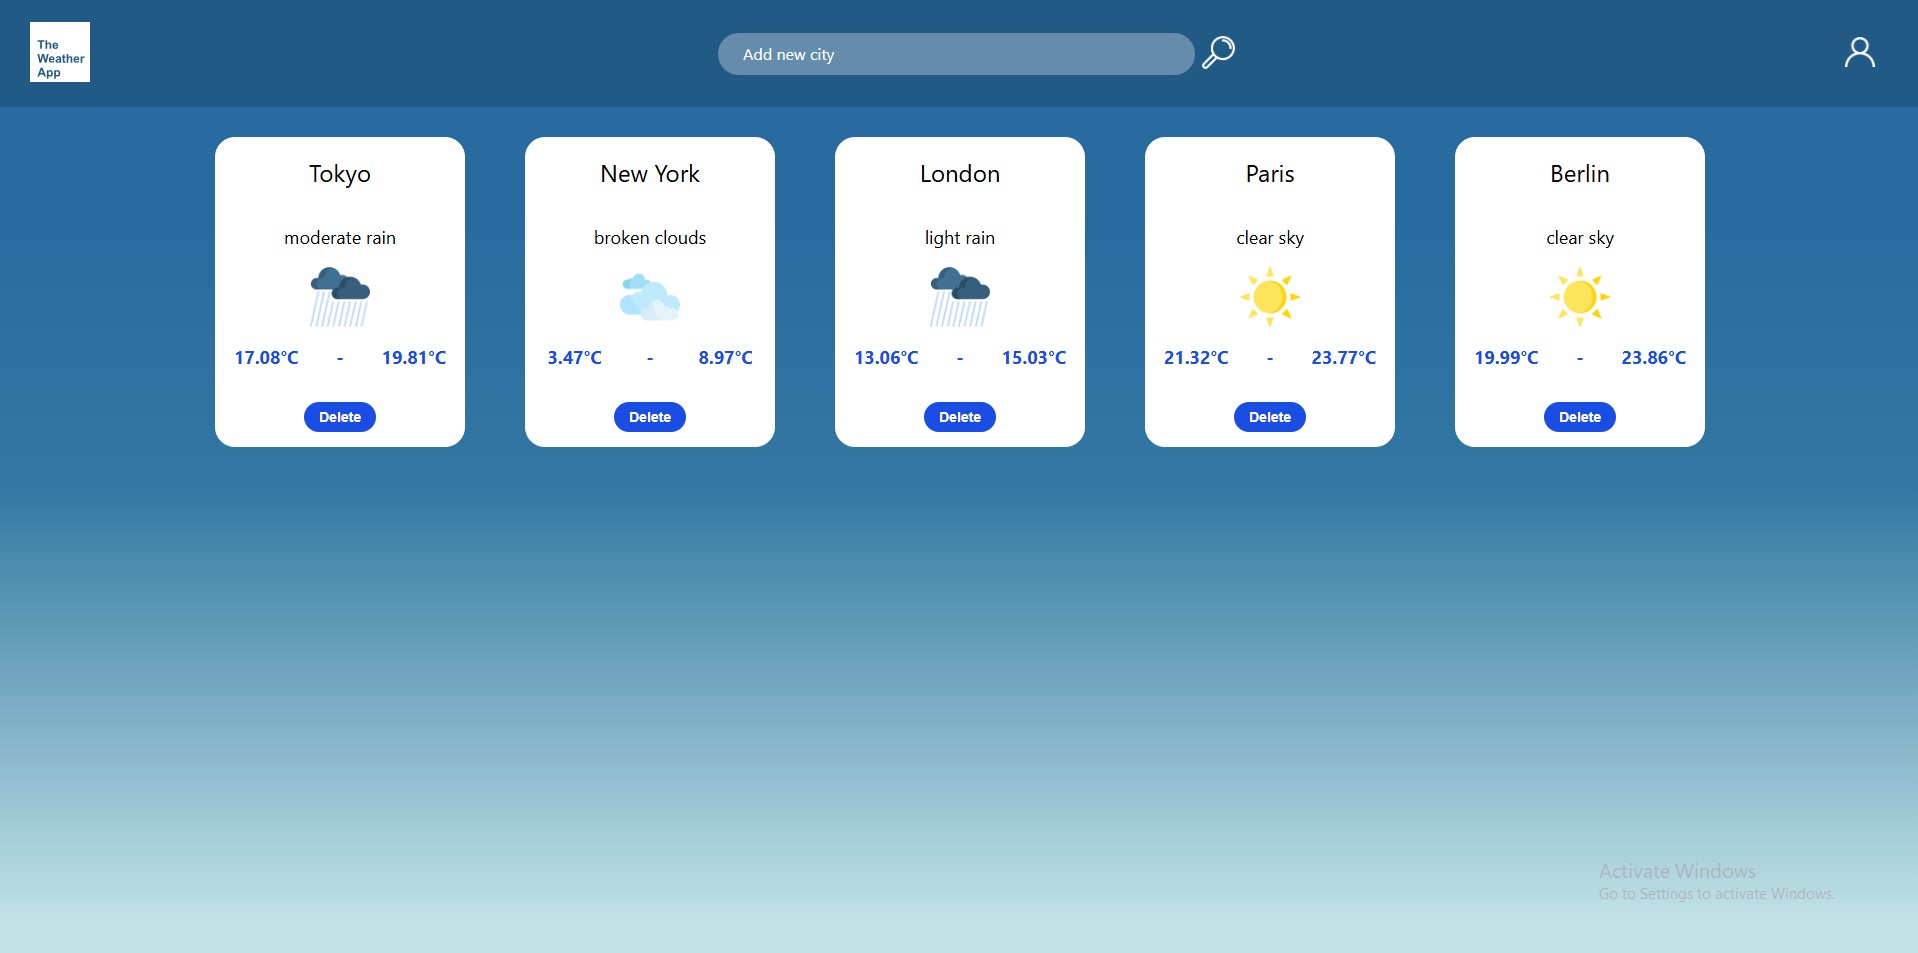 The
Weather
App
Add new city
Tokyo
moderate rain
17.08°C - 19.81°C
Delete
New York
broken clouds
3.47°C - 8.97°C
Delete
London
light rain
13.06°C - 15.03°C
Delete
Paris
clear sky
21.32°C - 23.77°C
Delete
Berlin
clear sky
19.99°C - 23.86°C
Delete
Activate Windows
Go to Settings to activate Windows.